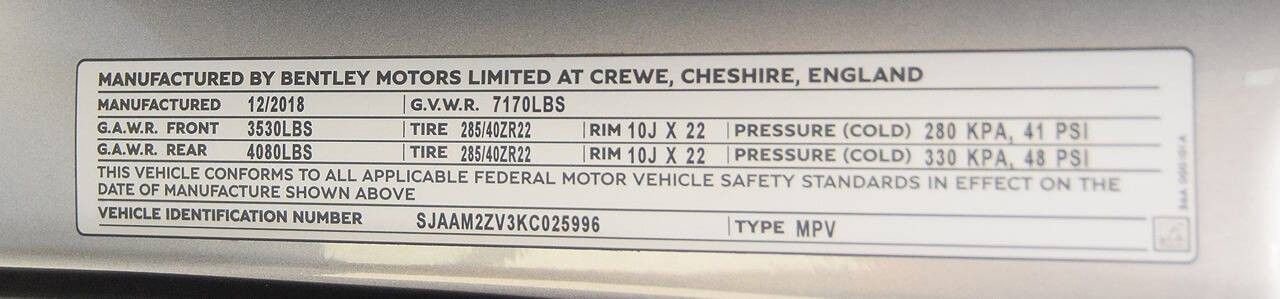 MANUFACTURED BY BENTLEY MOTORS LIMITED AT CREWE, CHESHIRE, ENGLAND
MANUFACTURED 12/2018 G.V.W.R. 7170LBS
G.A.W.R. FRONT 3530LBS TIRE 285/40ZR22 RIM 10J X 22 PRESSURE (COLD) 280 KPA, 41 PSI
G.A.W.R. REAR 4080LBS TIRE 285/40ZR22 RIM 10J X 22 PRESSURE (COLD) 330 KPA, 48 PSI
THIS VEHICLE CONFORMS TO ALL APPLICABLE FEDERAL MOTOR VEHICLE SAFETY STANDARDS IN EFFECT ON THE
DATE OF MANUFACTURE SHOWN ABOVE
VEHICLE IDENTIFICATION NUMBER SJAAM2ZV3KC025996 TYPE MPV